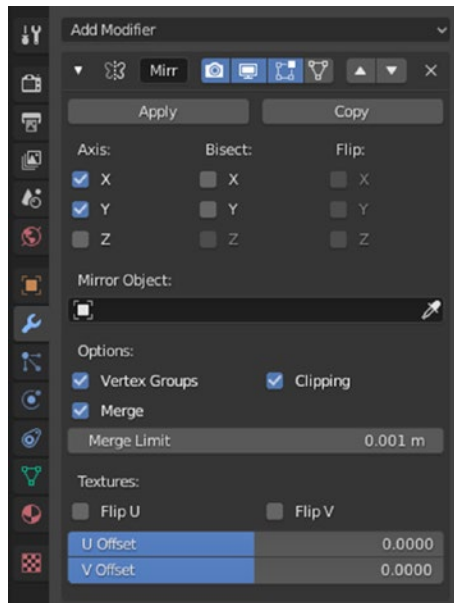 Add Modifier
Mirr
Apply Copy
Axis: Bisect: Flip:
X X X
Y Y Y
Z Z Z
Mirror Object:
Options:
Vertex Groups Clipping
Merge
Merge Limit 0.001 m
Textures:
Flip U Flip V
U Offset 0.0000
V Offset 0.0000